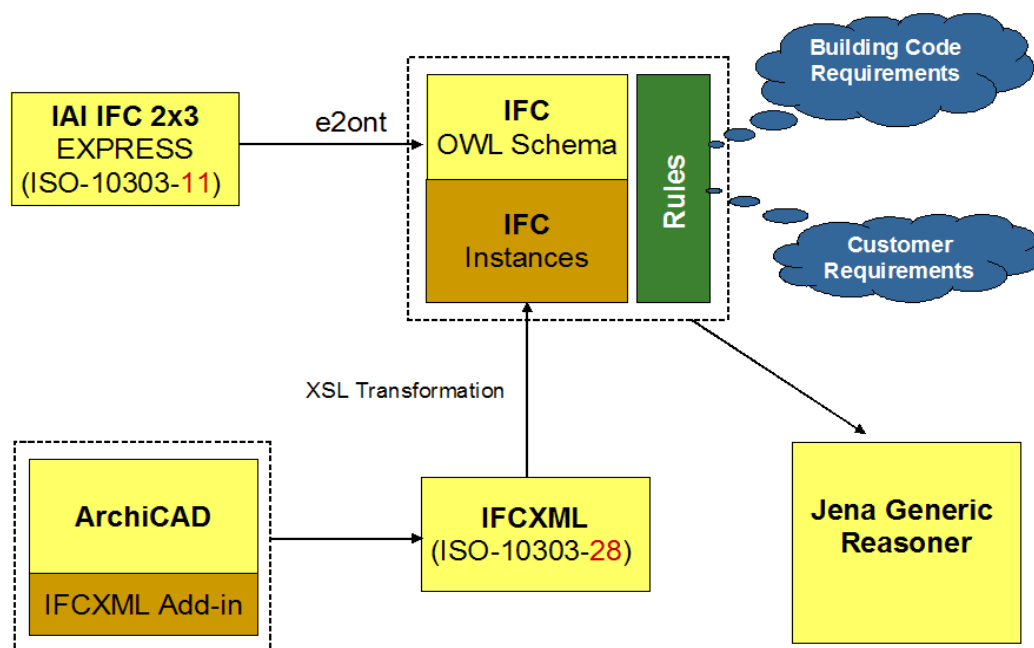 Building Code
Requirements
IAI IFC 2x3
EXPRESS
(ISO-10303-11)
e2ont
IFC
OWL Schema
IFC
Instances
Rules
Customer
Requirements
XSL Transformation
ArchiCAD
IFCXML Add-in
IFCXML
(ISO-10303-28)
Jena Generic
Reasoner